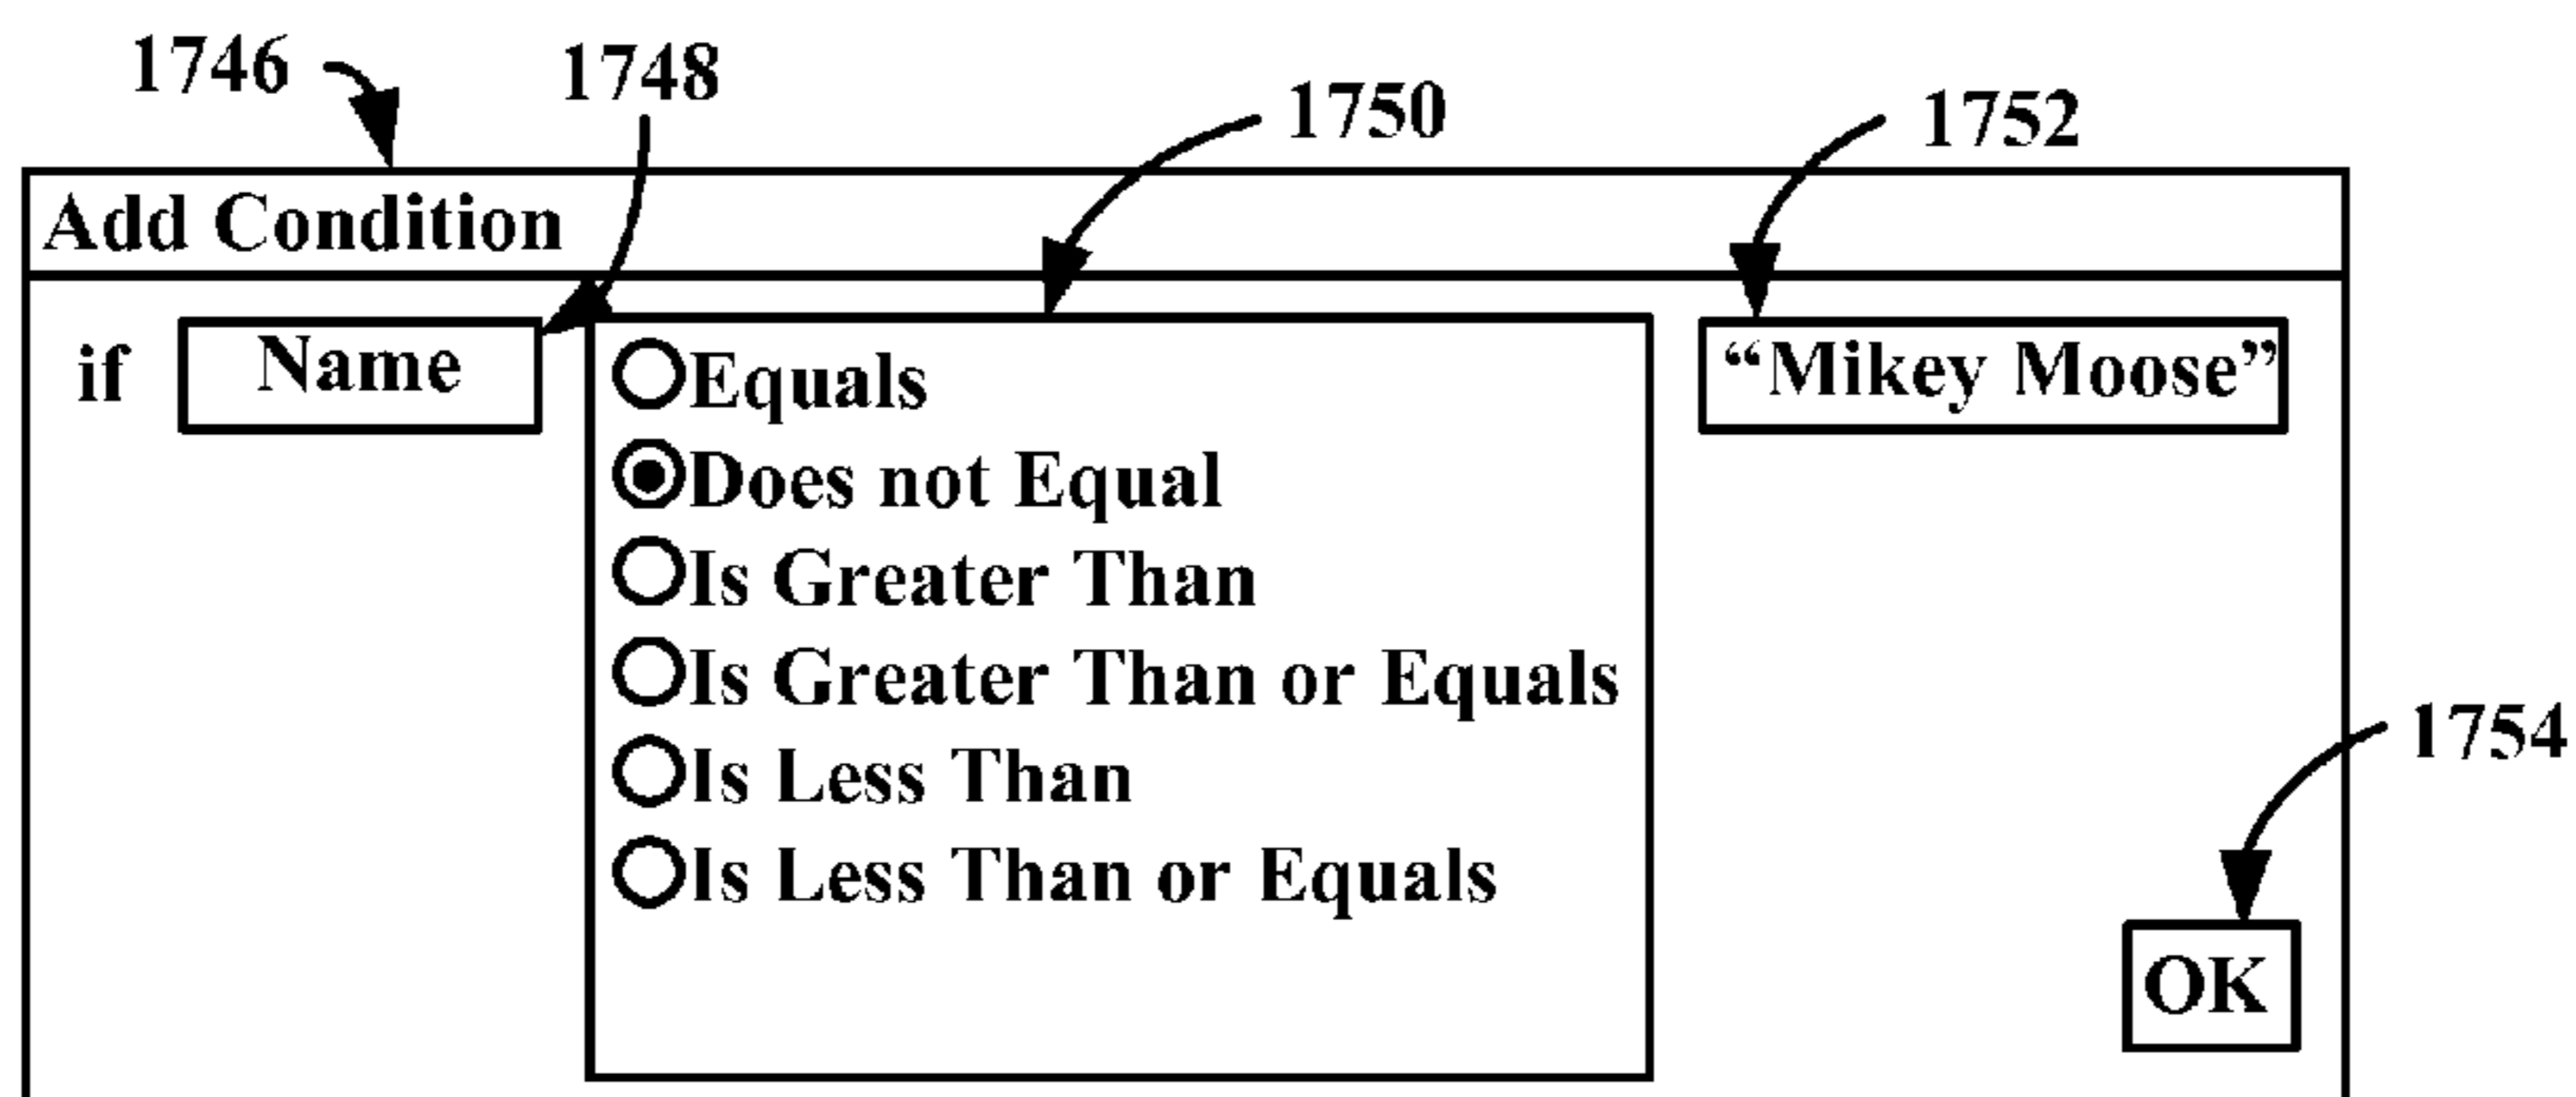 1746
1748
1750
1752
Add Condition
if
Name
Equals
“Mikey Moose”
Does not Equal
Is Greater Than
Is Greater Than or Equals
1754
Is Less Than
Is Less Than or Equals
OK